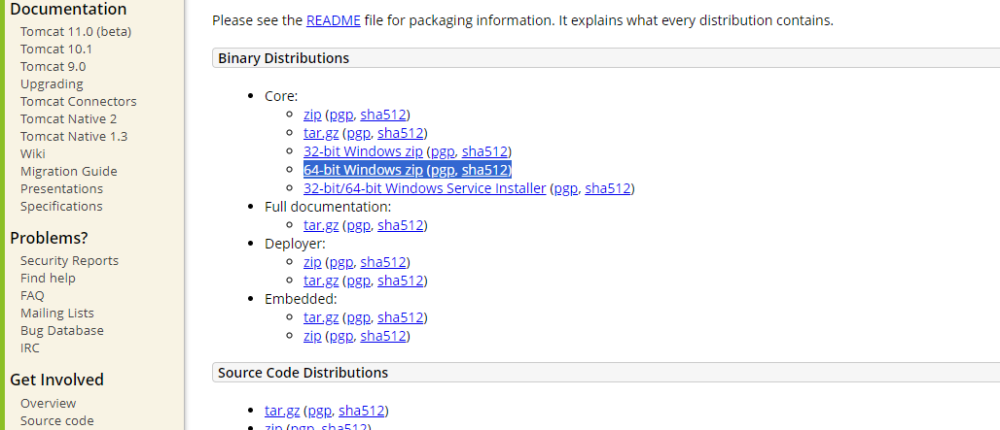 Documentation
Tomcat 11.0 (beta)
Tomcat 10.1
Tomcat 9.0
Upgrading
Tomcat Connectors
Tomcat Native 2
Tomcat Native 1.3
Wiki
Migration Guide
Presentations
Specifications
Problems?
Security Reports
Find help
FAQ
Mailing Lists
Bug Database
IRC
Get Involved
Overview
Source code
Please see the README file for packaging information. It explains what every distribution contains.
Binary Distributions
Core:
zip (pgp, sha512)
tar.gz (pgp, sha512)
32-bit Windows zip (pgp, sha512)
64-bit Windows zip (pgp, sha512)
32-bit/64-bit Windows Service Installer (pgp, sha512)
Full documentation:
tar.gz (pgp, sha512)
Deployer:
zip (pgp, sha512)
tar.gz (pgp, sha512)
Embedded:
tar.gz (pgp, sha512)
zip (pgp, sha512)
Source Code Distributions
tar.gz (pgp, sha512)
zip (pgp, sha512)